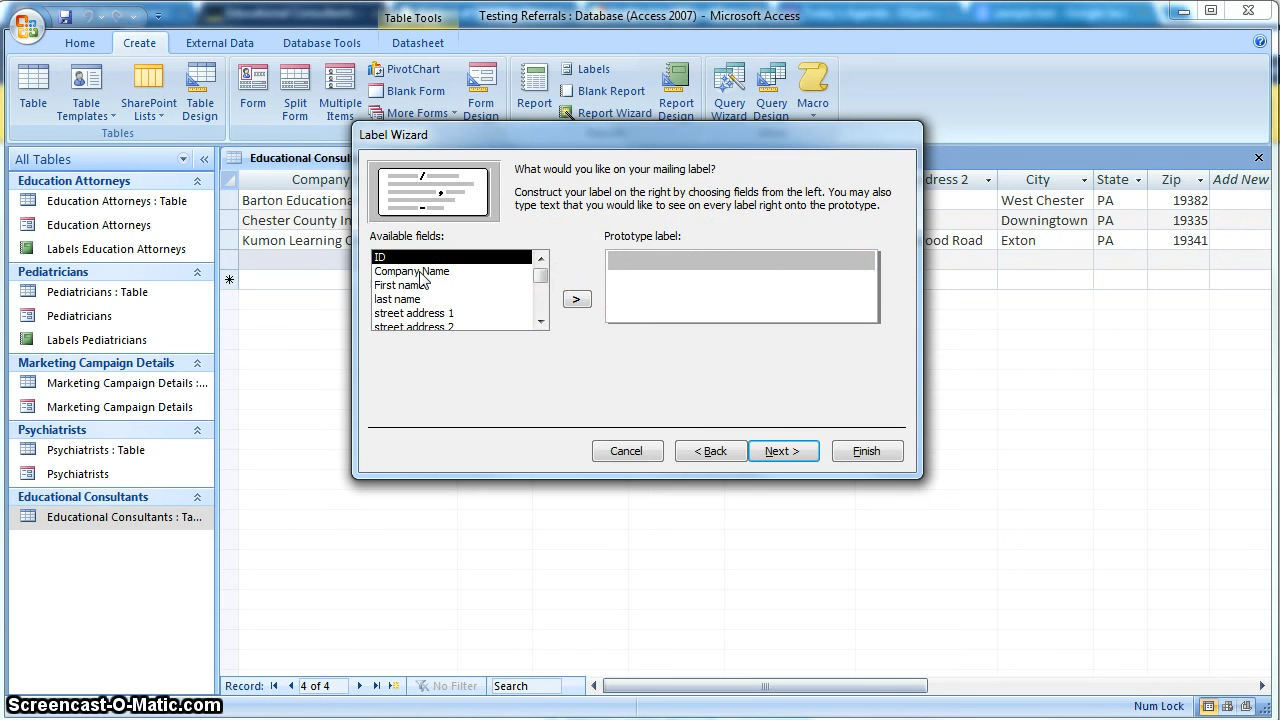 Table Tools
Testing Referrals : Database (Access 2007) - Microsoft Access
Home
Create
External Data
Database Tools
Datasheet
Table
Table Templates
SharePoint Lists
Table Design
Tables
Form
Split Form
Multiple Items
PivotChart
Blank Form
More Forms
Form Design
Report
Labels
Blank Report
Report Wizard
Report Design
Query Wizard
Query Design
Macro
All Tables
Education Attorneys
Education Attorneys : Table
Education Attorneys
Labels Education Attorneys
Pediatricians
Pediatricians : Table
Pediatricians
Labels Pediatricians
Marketing Campaign Details
Marketing Campaign Details :...
Marketing Campaign Details
Psychiatrists
Psychiatrists : Table
Psychiatrists
Educational Consultants
Educational Consultants : Ta...
Educational Consul
Company
dress 2
City
State
Zip
Add New
Barton Educationa
West Chester
PA
19382
Chester County In
Downingtown
PA
19335
Kumon Learning C
ood Road
Exton
PA
19341
Label Wizard
What would you like on your mailing label?
Construct your label on the right by choosing fields from the left. You may also
type text that you would like to see on every label right onto the prototype.
Available fields:
Prototype label:
ID
Company Name
First name
last name
street address 1
street address 2
>
Cancel
< Back
Next >
Finish
Record:
4 of 4
No Filter
Search
Num Lock
Screencast-O-Matic.com